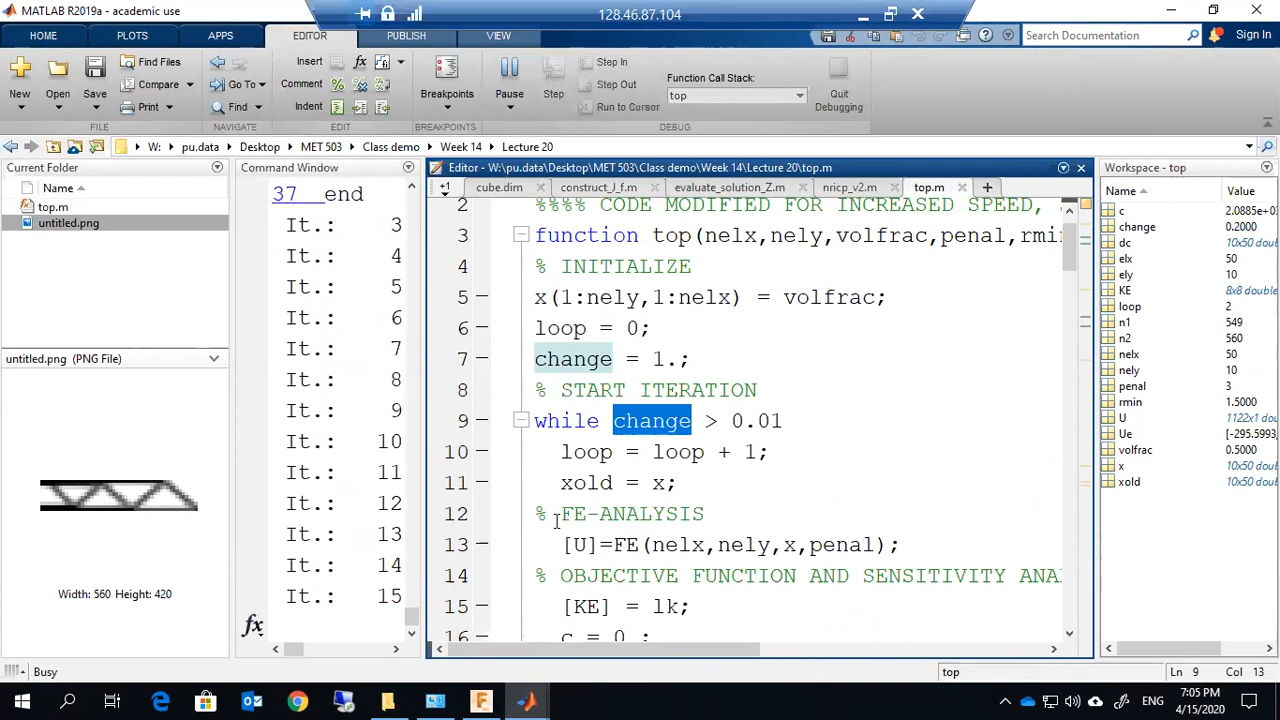 MATLAB R2019a - academic use
128.46.87.104
HOME PLOTS APPS EDITOR PUBLISH VIEW
Search Documentation
Sign In
New Open Save
Find Files
Compare
Print
Go To
Find
Insert
Comment
Indent
fx
Breakpoints
Pause
Step
Step In
Step Out
Run to Cursor
Function Call Stack:
top
Quit
Debugging
FILE NAVIGATE EDIT BREAKPOINTS DEBUG
W: pu.data Desktop MET 503 Class demo Week 14 Lecture 20
Current Folder
Name
top.m
untitled.png
untitled.png (PNG File)
Width: 560 Height: 420
Command Window
37 end
It.: 3
It.: 4
It.: 5
It.: 6
It.: 7
It.: 8
It.: 9
It.: 10
It.: 11
It.: 12
It.: 13
It.: 14
It.: 15
fx
Editor - W:\pu.data\Desktop\MET 503\Class demo\Week 14\Lecture 20\top.m
cube.dim construct_J_f.m evaluate_solution_Z.m nricp_v2.m top.m
2 %%%% CODE MODIFIED FOR INCREASED SPEED,
3 function top(nelx,nely,volfrac,penal,rmin
4 % INITIALIZE
5 x(1:nely,1:nelx) = volfrac;
6 loop = 0;
7 change = 1.;
8 % START ITERATION
9 while change > 0.01
10 loop = loop + 1;
11 xold = x;
12 % FE-ANALYSIS
13 [U]=FE(nelx,nely,x,penal);
14 % OBJECTIVE FUNCTION AND SENSITIVITY ANA
15 [KE] = lk;
16 c = 0.;
Workspace - top
Name Value
c 2.0885e+0
change 0.2000
dc 10x50 doub
elx 50
ely 10
KE 8x8 double
loop 2
n1 549
n2 560
nelx 50
nely 10
penal 3
rmin 1.5000
U 1122x1 dou
Ue [-295.5993
volfrac 0.5000
x 10x50 doub
xold 10x50 doub
Busy
top
Ln 9 Col 13
ENG
7:05 PM
4/15/2020